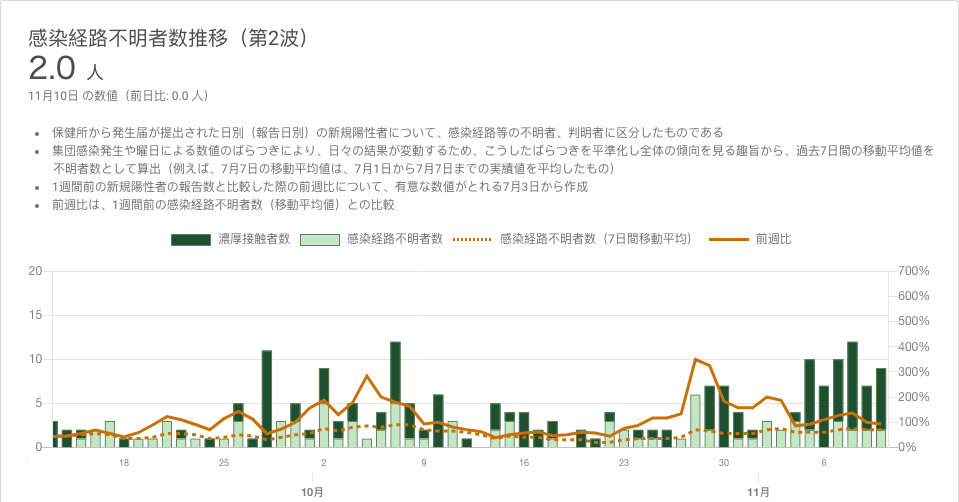 感染経路不明者数推移（第2波）
2.0 人
11月10日 の数値（前日比: 0.0 人）
• 保健所から発生届が提出された日別（報告日別）の新規陽性者について、感染経路等の不明者、判明者に区分したものである
• 集団感染発生や曜日による数値のばらつきにより、日々の結果が変動するため、こうしたばらつきを平準化し全体の傾向を見る趣旨から、過去7日間の移動平均値を
不明者数として算出（例えば、7月7日の移動平均値は、7月1日から7月7日までの実績値を平均したもの）
• 1週間前の新規陽性者の報告数と比較した際の前週比について、有意な数値がとれる7月3日から作成
• 前週比は、1週間前の感染経路不明者数（移動平均値）との比較
濃厚接触者数 感染経路不明者数 感染経路不明者数（7日間移動平均） 前週比
20 700%
600%
15
500%
400%
10
300%
5 200%
100%
0 0%
18 25 2 9 16 23 30 6
10月 11月